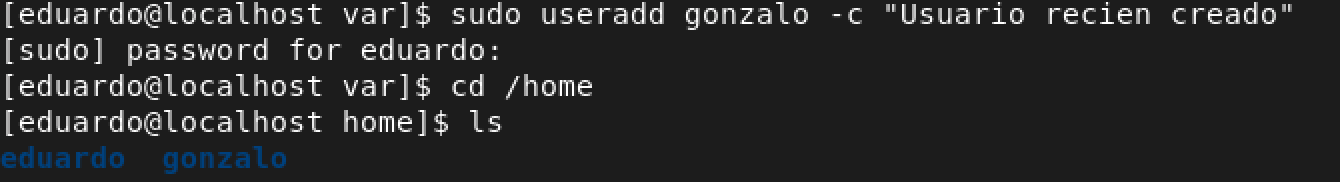 [eduardo@localhost var]$ sudo useradd gonzalo -c "Usuario recien creado"
[sudo] password for eduardo:
[eduardo@localhost var]$ cd /home
[eduardo@localhost home]$ ls
eduardo  gonzalo